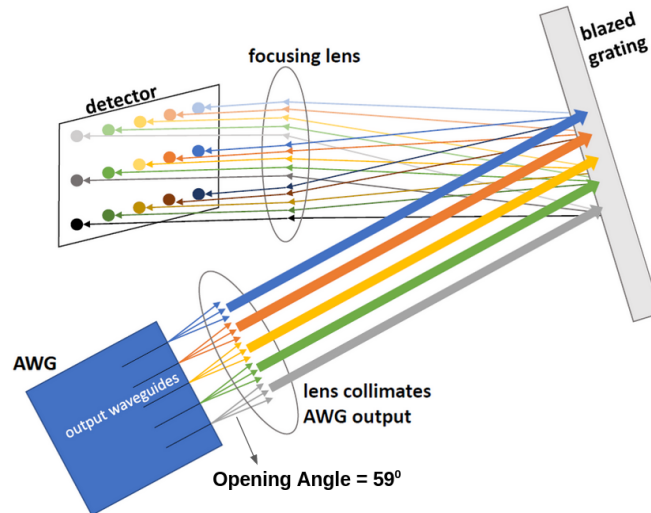 blazed
grating
focusing lens
detector
AWG
output waveguides
lens collimates
AWG output
Opening Angle = 59⁰